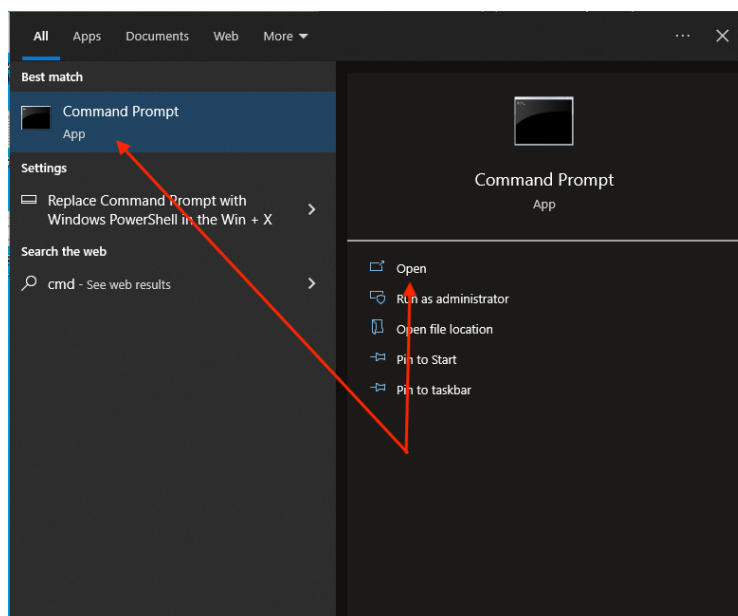 All Apps Documents Web More
Best match
Command Prompt
App
Settings
Replace Command Prompt with
Windows PowerShell in the Win + X
Search the web
cmd - See web results
Command Prompt
App
Open
Run as administrator
Open file location
Pin to Start
Pin to taskbar